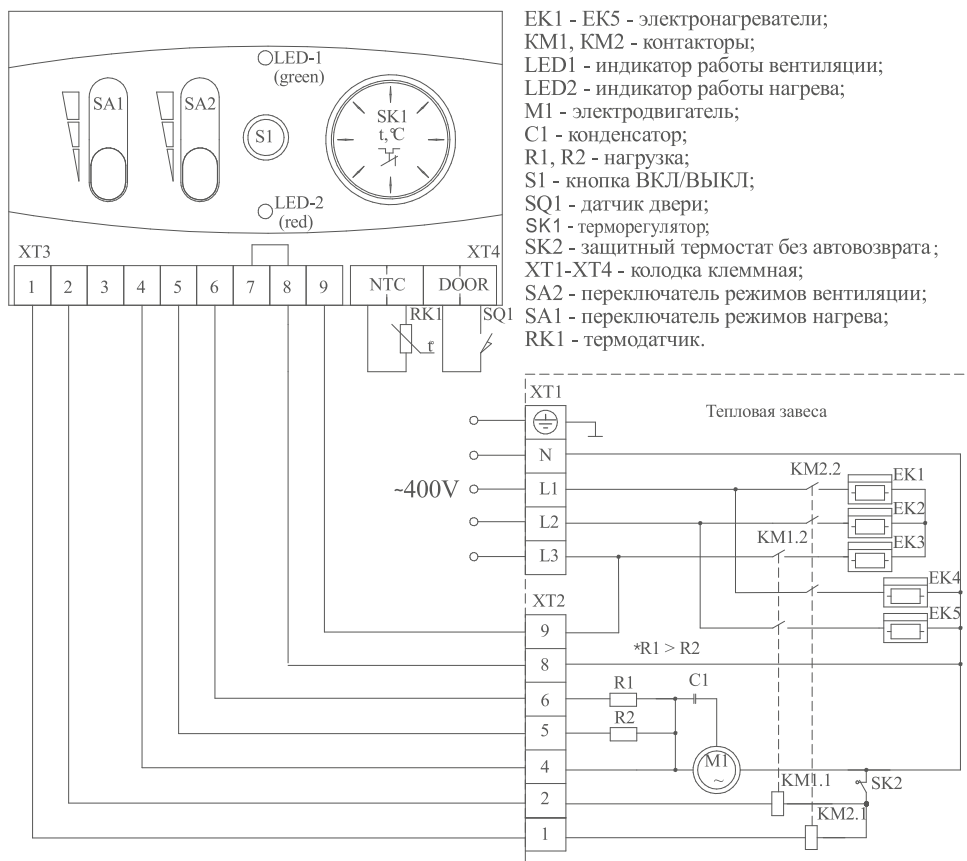 LED-1
(green)
SA1
SA2
S1
SK1
t,°C
LED-2
(red)
XT3
XT4
1
2
3
4
5
6
7
8
9
NTC
DOOR
RK1
SQ1
t°
EK1 - EK5 - электронагреватели;
KM1, KM2 - контакторы;
LED1 - индикатор работы вентиляции;
LED2 - индикатор работы нагрева;
M1 - электродвигатель;
C1 - конденсатор;
R1, R2 - нагрузка;
S1 - кнопка ВКЛ/ВЫКЛ;
SQ1 - датчик двери;
SK1 - терморегулятор;
SK2 - защитный термостат без автовозврата;
XT1-XT4 - колодка клеммная;
SA2 - переключатель режимов вентиляции;
SA1 - переключатель режимов нагрева;
RK1 - термодатчик.
XT1
Тепловая завеса
N
L1
L2
L3
~400V
KM2.2
KM1.2
EK1
EK2
EK3
EK4
EK5
XT2
9
8
6
5
4
2
1
*R1 > R2
R1
C1
R2
M1
~
SK2
KM1.1
KM2.1